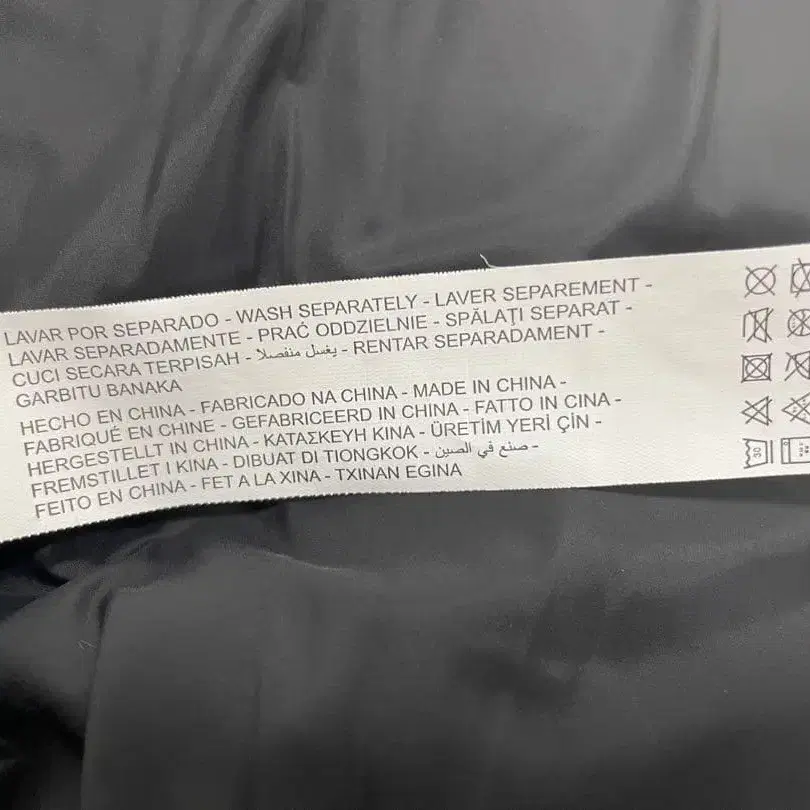 LAVAR POR SEPARADO - WASH SEPARATELY - LAVER SEPAREMENT -
LAVAR SEPARADAMENTE - PRAĆ ODDZIELNIE - SPĂLAŢI SEPARAT -
CUCI SECARA TERPISAH - يغسل منفصلا - RENTAR SEPARADAMENT -
GARBITU BANAKA
HECHO EN CHINA - FABRICADO NA CHINA - MADE IN CHINA -
FABRIQUÉ EN CHINE - GEFABRICEERD IN CHINA - FATTO IN CINA -
HERGESTELLT IN CHINA - ΚΑΤΑΣΚΕΥΗ ΚΙΝΑ - ÜRETİM YERİ ÇİN -
FREMSTILLET I KINA - DIBUAT DI TIONGKOK - صنع في الصين -
FEITO EN CHINA - FET A LA XINA - TXINAN EGINA
30